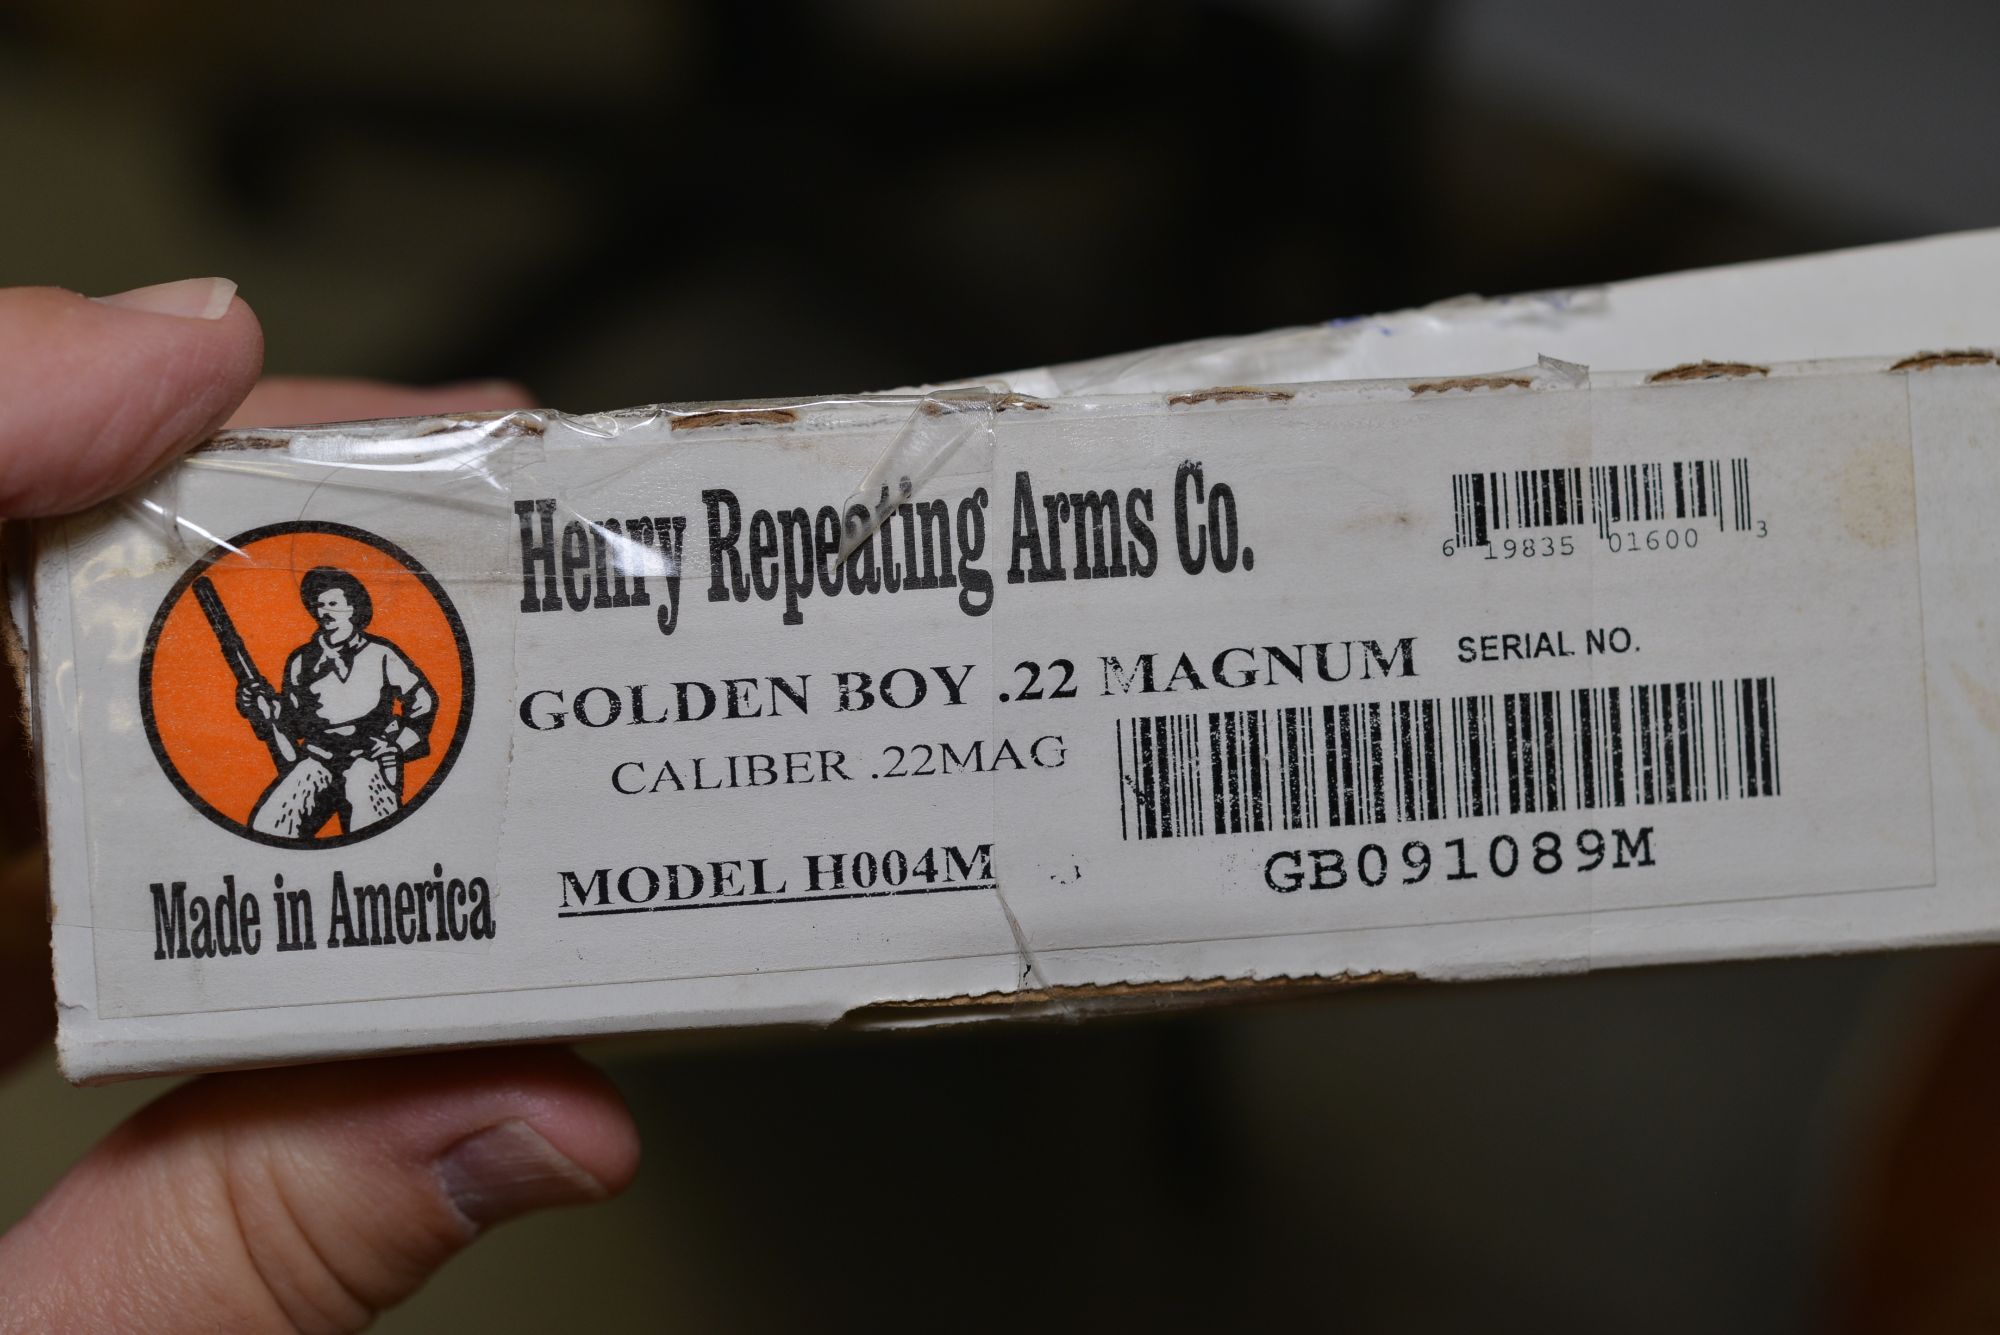 Henry Repeating Arms Co.
6 19835 01600 3
GOLDEN BOY .22 MAGNUM
SERIAL NO.
CALIBER .22MAG
MODEL H004M
GB091089M
Made in America